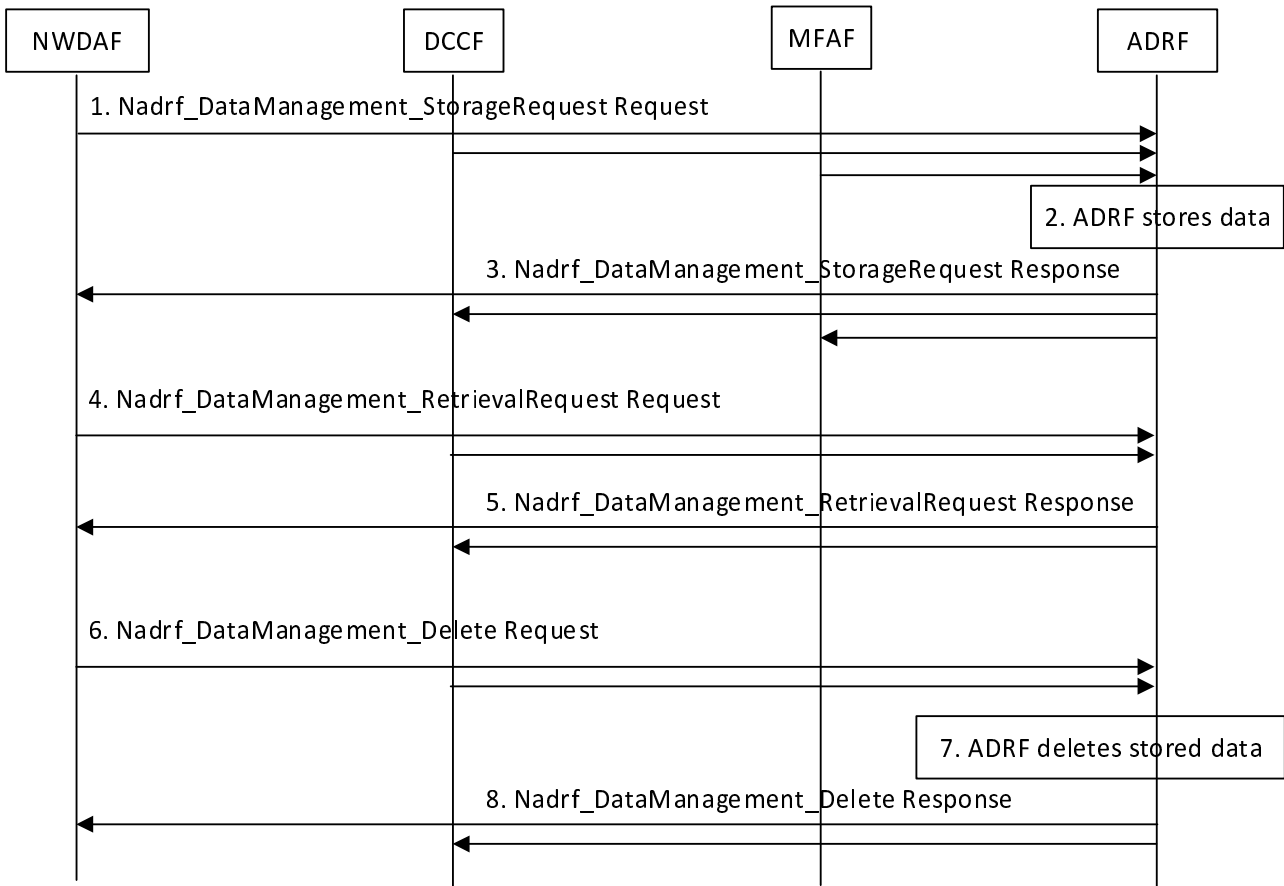 NWDAF
DCCF
MFAF
ADRF
1. Nadrf_DataManagement_StorageRequest Request
2. ADRF stores data
3. Nadrf_DataManagement_StorageRequest Response
4. Nadrf_DataManagement_RetrievalRequest Request
5. Nadrf_DataManagement_RetrievalRequest Response
6. Nadrf_DataManagement_Delete Request
7. ADRF deletes stored data
8. Nadrf_DataManagement_Delete Response